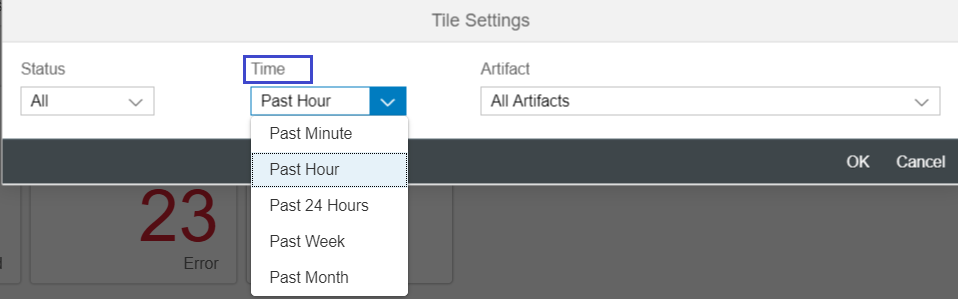 Tile Settings
Status
Time
Artifact
All
Past Hour
All Artifacts
Past Minute
Past Hour
Past 24 Hours
Past Week
Past Month
OK
Cancel
23
Error